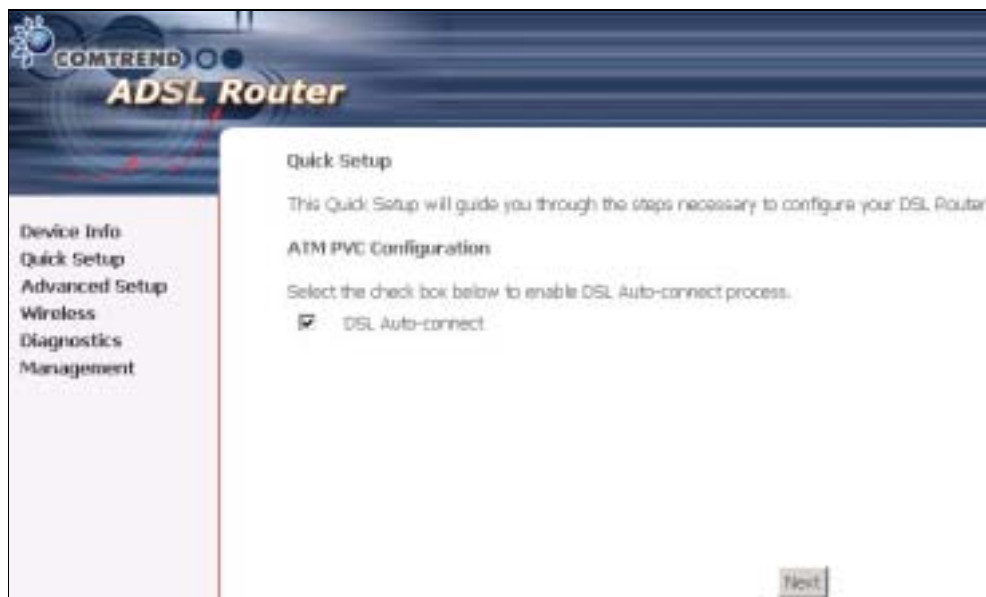 COMTREND
ADSL Router
Device Info
Quick Setup
Advanced Setup
Wireless
Diagnostics
Management
Quick Setup
This Quick Setup will guide you through the steps necessary to configure your DSL Router
ATM PVC Configuration
Select the check box below to enable DSL Auto-connect process.
DSL Auto-connect
Next